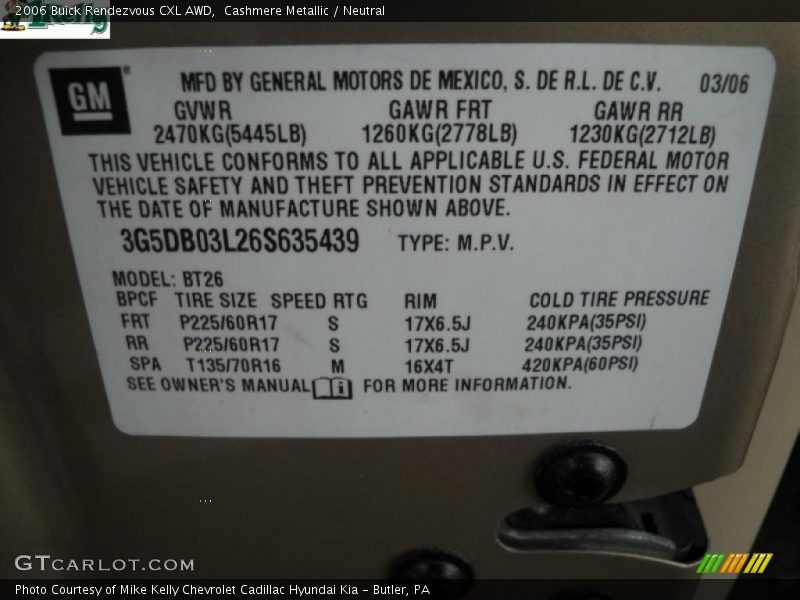 2006 Buick Rendezvous CXL AWD,  Cashmere Metallic / Neutral
Kelly
GM
MFD BY GENERAL MOTORS DE MEXICO, S. DE R.L. DE C.V. 03/06
GVWR GAWR FRT GAWR RR
2470KG(5445LB) 1260KG(2778LB) 1230KG(2712LB)
THIS VEHICLE CONFORMS TO ALL APPLICABLE U.S. FEDERAL MOTOR
VEHICLE SAFETY AND THEFT PREVENTION STANDARDS IN EFFECT ON
THE DATE OF MANUFACTURE SHOWN ABOVE.
3G5DB03L26S635439 TYPE: M.P.V.
MODEL: BT26
BPCF TIRE SIZE SPEED RTG RIM COLD TIRE PRESSURE
FRT P225/60R17 S 17X6.5J 240KPA(35PSI)
RR P225/60R17 S 17X6.5J 240KPA(35PSI)
SPA T135/70R16 M 16X4T 420KPA(60PSI)
SEE OWNER'S MANUAL i FOR MORE INFORMATION.
GTCARLOT.COM
Photo Courtesy of Mike Kelly Chevrolet Cadillac Hyundai Kia - Butler, PA